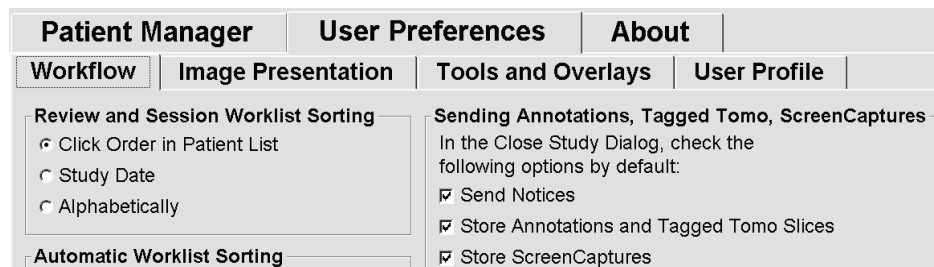 Patient Manager User Preferences About
Workflow Image Presentation Tools and Overlays User Profile
Review and Session Worklist Sorting
Click Order in Patient List
Study Date
Alphabetically
Automatic Worklist Sorting
Sending Annotations, Tagged Tomo, ScreenCaptures
In the Close Study Dialog, check the
following options by default:
Send Notices
Store Annotations and Tagged Tomo Slices
Store ScreenCaptures